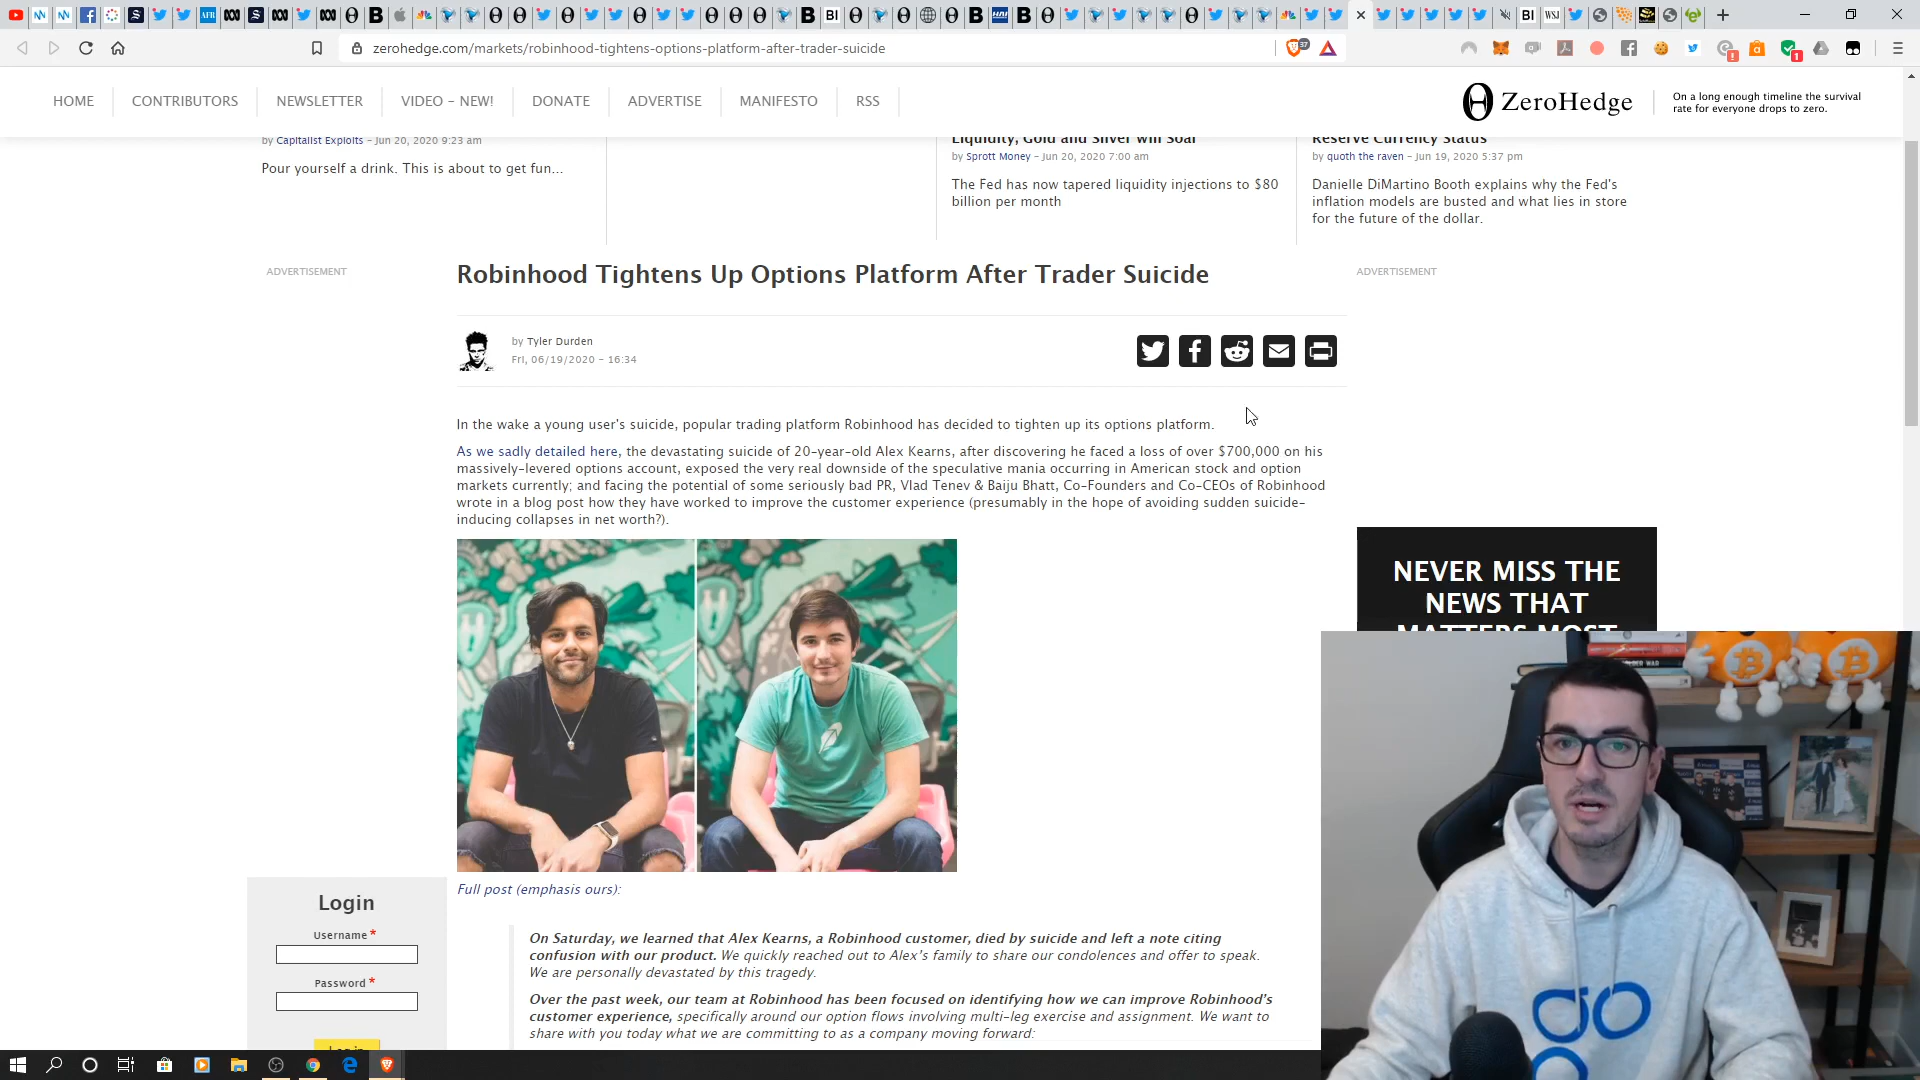 zerohedge.com/markets/robinhood-tightens-options-platform-after-trader-suicide
HOME
CONTRIBUTORS
NEWSLETTER
VIDEO – NEW!
DONATE
ADVERTISE
MANIFESTO
RSS
ZeroHedge
On a long enough timeline the survival
rate for everyone drops to zero.
by Capitalist Exploits – Jun 20, 2020 9:23 am
Pour yourself a drink. This is about to get fun...
Liquidity, Gold and Silver Will Soar
by Sprott Money – Jun 20, 2020 7:00 am
The Fed has now tapered liquidity injections to $80
billion per month
Reserve Currency Status
by quoth the raven – Jun 19, 2020 5:37 pm
Danielle DiMartino Booth explains why the Fed's
inflation models are busted and what lies in store
for the future of the dollar.
ADVERTISEMENT
Robinhood Tightens Up Options Platform After Trader Suicide
ADVERTISEMENT
by Tyler Durden
Fri, 06/19/2020 – 16:34
In the wake a young user's suicide, popular trading platform Robinhood has decided to tighten up its options platform.
As we sadly detailed here, the devastating suicide of 20–year–old Alex Kearns, after discovering he faced a loss of over $700,000 on his
massively–levered options account, exposed the very real downside of the speculative mania occurring in American stock and option
markets currently; and facing the potential of some seriously bad PR, Vlad Tenev & Baiju Bhatt, Co–Founders and Co–CEOs of Robinhood
wrote in a blog post how they have worked to improve the customer experience (presumably in the hope of avoiding sudden suicide–
inducing collapses in net worth?).
NEVER MISS THE
NEWS THAT
MATTERS MOST
Full post (emphasis ours):
Login
Username *
Password *
Log in
On Saturday, we learned that Alex Kearns, a Robinhood customer, died by suicide and left a note citing
confusion with our product. We quickly reached out to Alex's family to share our condolences and offer to speak.
We are personally devastated by this tragedy.
Over the past week, our team at Robinhood has been focused on identifying how we can improve Robinhood's
customer experience, specifically around our option flows involving multi–leg exercise and assignment. We want to
share with you today what we are committing to as a company moving forward: